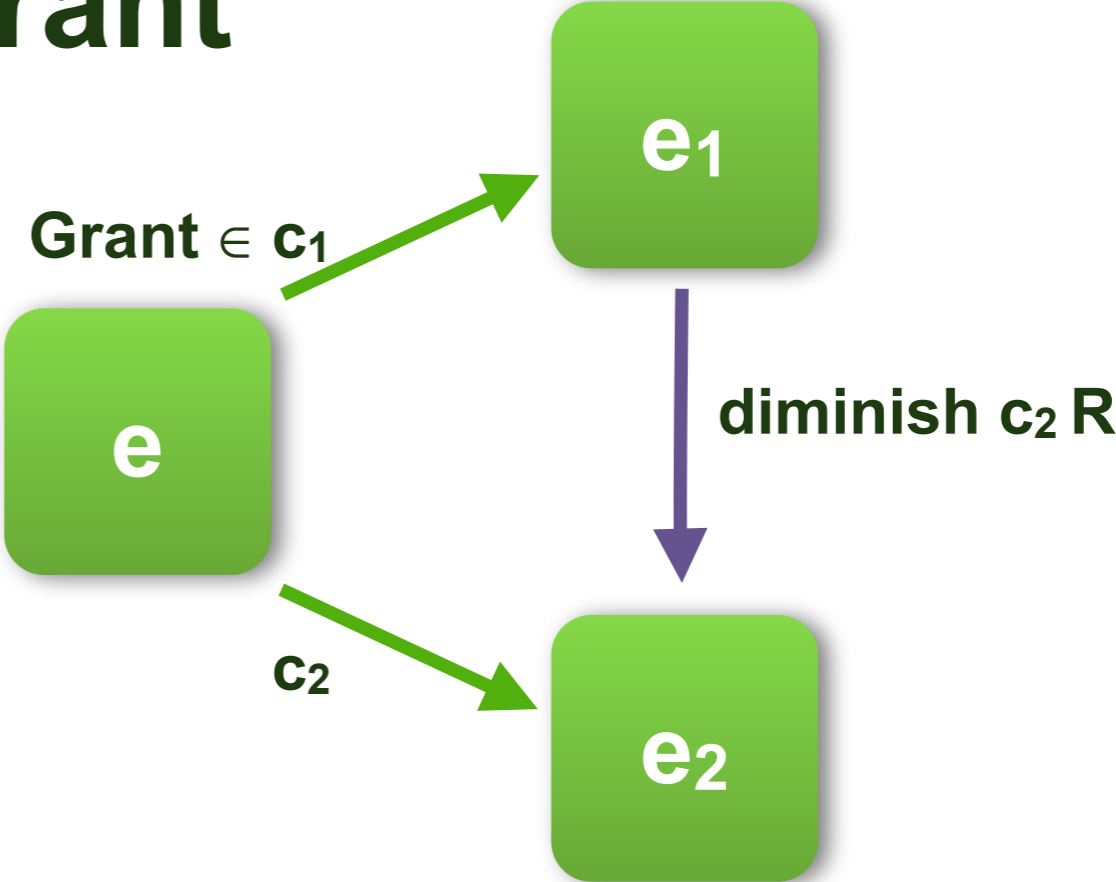 rant
e₁
Grant ∈ c₁
diminish c₂ R
e
c₂
e₂